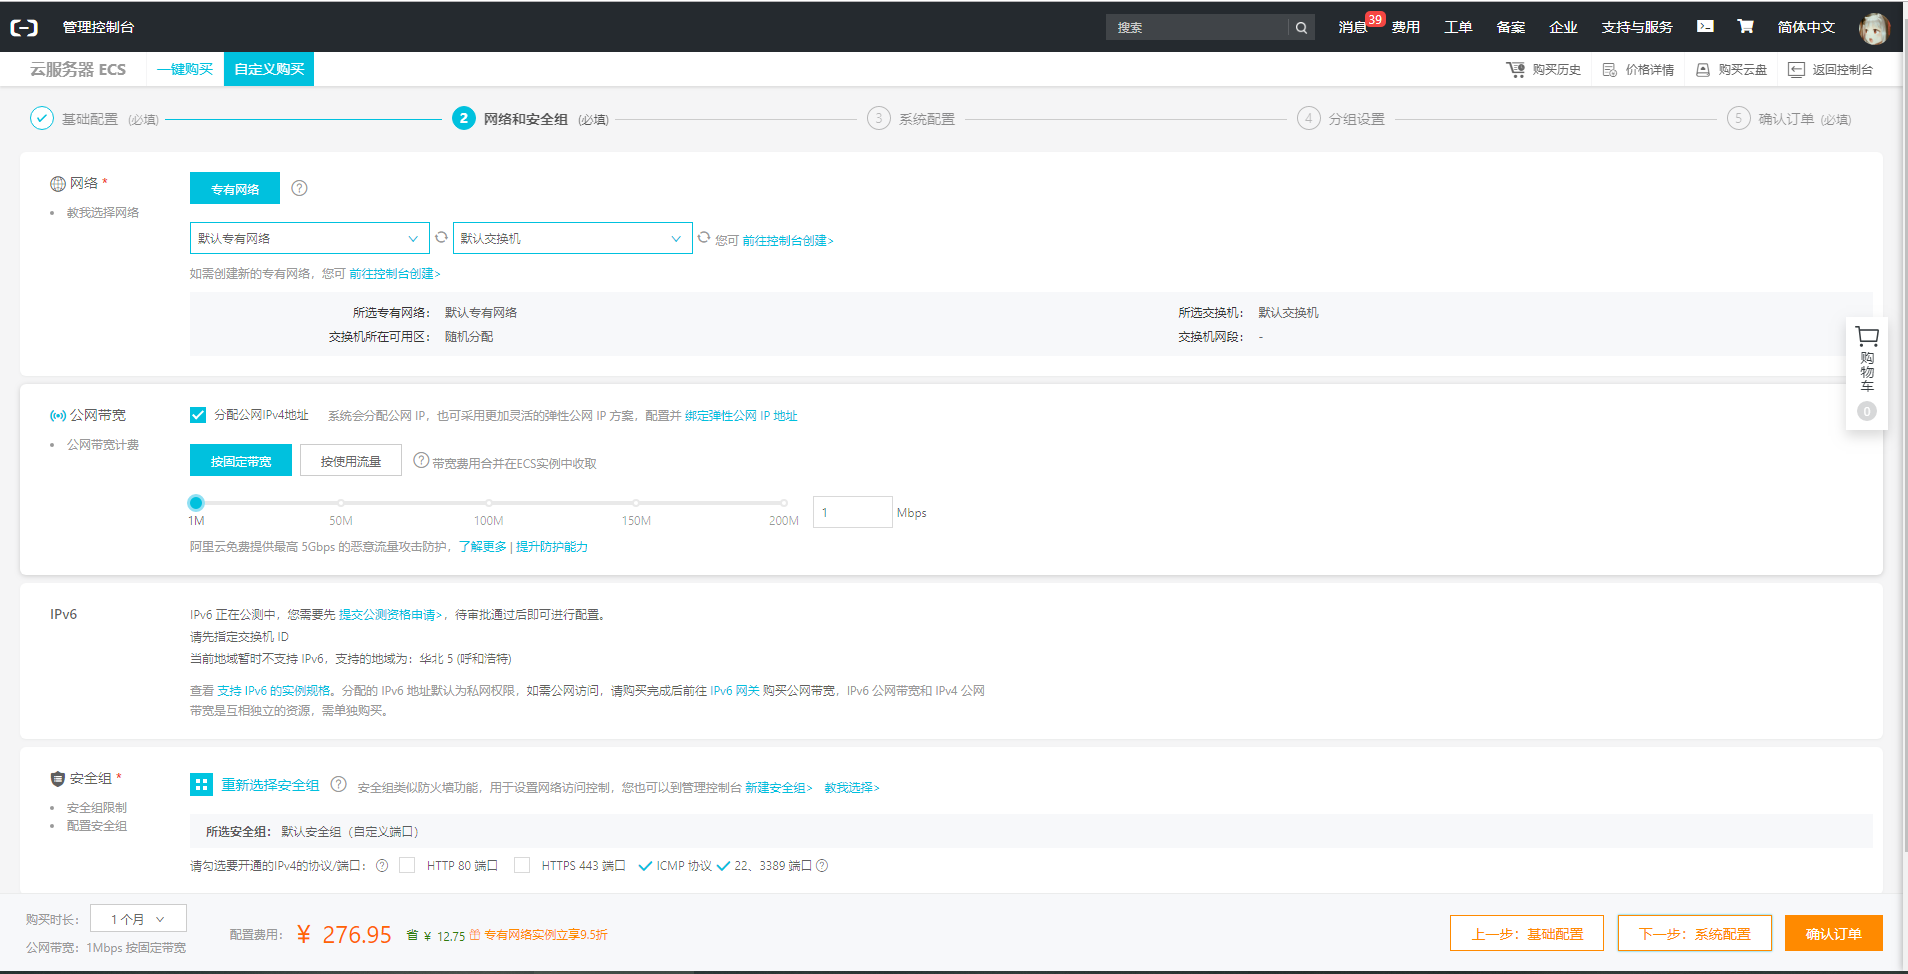 管理控制台
搜索
消息 39 费用 工单 备案 企业 支持与服务 简体中文
云服务器 ECS 一键购买 自定义购买
购买历史 价格详情 购买云盘 返回控制台
基础配置 (必填)
2 网络和安全组 (必填)
3 系统配置
4 分组设置
5 确认订单 (必填)
网络 *
教我选择网络
专有网络
默认专有网络 默认交换机 您可 前往控制台创建>
如需创建新的专有网络，您可 前往控制台创建>
所选专有网络： 默认专有网络 所选交换机： 默认交换机
交换机所在可用区： 随机分配 交换机网段： -
购物车
0
公网带宽
公网带宽计费
分配公网IPv4地址 系统会分配公网 IP，也可采用更加灵活的弹性公网 IP 方案，配置并 绑定弹性公网 IP 地址
按固定带宽 按使用流量 带宽费用合并在ECS实例中收取
1M 50M 100M 150M 200M
1 Mbps
阿里云免费提供最高 5Gbps 的恶意流量攻击防护，了解更多 | 提升防护能力
IPv6
IPv6 正在公测中，您需要先 提交公测资格申请>，待审批通过后即可进行配置。
请先指定交换机 ID
当前地域暂时不支持 IPv6，支持的地域为：华北 5 (呼和浩特)
查看 支持 IPv6 的实例规格。分配的 IPv6 地址默认为私网权限，如需公网访问，请购买完成后前往 IPv6 网关 购买公网带宽，IPv6 公网带宽和 IPv4 公网
带宽是互相独立的资源，需单独购买。
安全组 *
安全组限制
配置安全组
重新选择安全组 安全组类似防火墙功能，用于设置网络访问控制，您也可以到管理控制台 新建安全组> 教我选择>
所选安全组： 默认安全组（自定义端口）
请勾选要开通的IPv4的协议/端口： HTTP 80 端口 HTTPS 443 端口 ICMP 协议 22、3389 端口
购买时长： 1 个月
公网带宽： 1Mbps 按固定带宽
配置费用： ¥ 276.95 省 ¥ 12.75 专有网络实例立享9.5折
上一步：基础配置 下一步：系统配置 确认订单